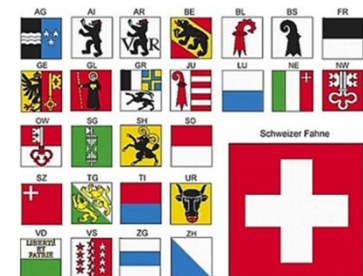 AG AI AR BE BL BS FR
V R
GE GL GR JU LU NE NW
OW SG SH SO
Schweizer Fahne
SZ TG TI UR
VD VS ZG ZH
LIBERTÉ
ET
PATRIE